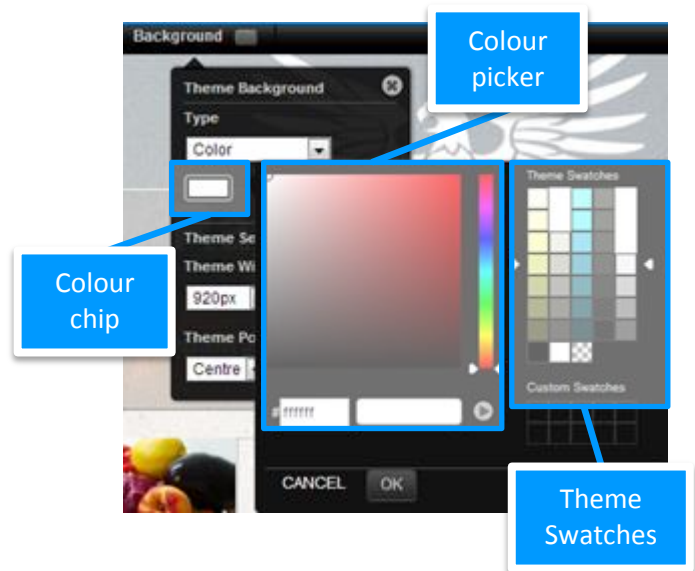 Background
Colour
picker
Theme Background
Type
Color
Theme Swatches
Theme Se
Theme Wi
Colour
chip
920px
Theme Po
Centre
Custom Swatches
# ffffff
CANCEL
OK
Theme
Swatches